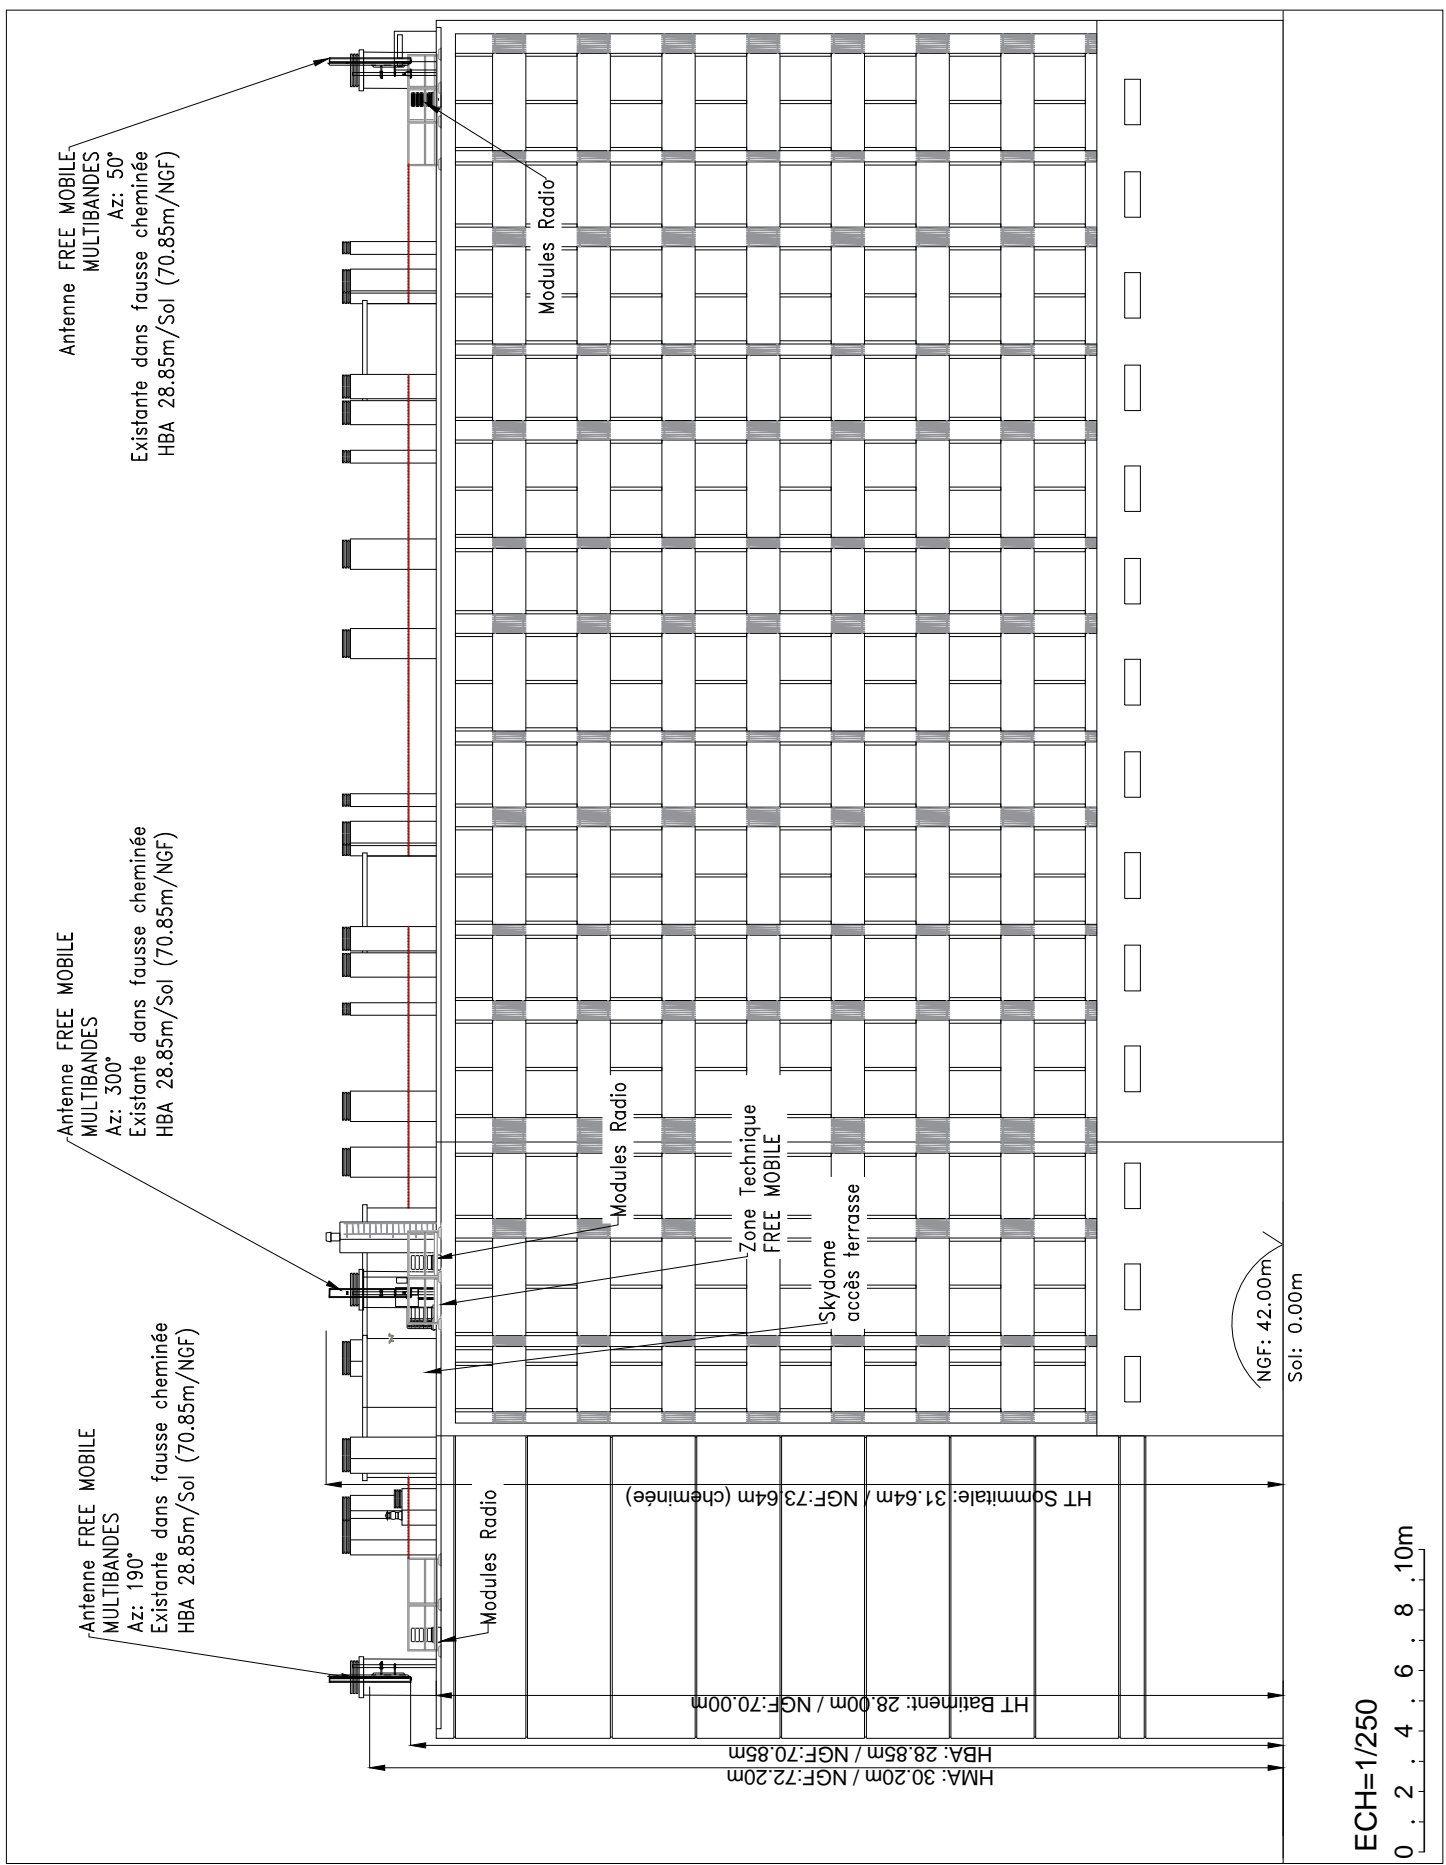 Antenne FREE MOBILE
MULTIBANDES
Az: 190°
Existante dans fausse cheminée
HBA 28.85m/Sol (70.85m/NGF)
Antenne FREE MOBILE
MULTIBANDES
Az: 300°
Existante dans fausse cheminée
HBA 28.85m/Sol (70.85m/NGF)
Antenne FREE MOBILE
MULTIBANDES
Az: 50°
Existante dans fausse cheminée
HBA 28.85m/Sol (70.85m/NGF)
Modules Radio
Modules Radio
Modules Radio
Zone Technique
FREE MOBILE
Skydome
accès terrasse
HT Sommitale: 31.64m / NGF:73.64m (cheminée)
HT Batiment: 28.00m / NGF:70.00m
HBA: 28.85m / NGF:70.85m
HMA: 30.20m / NGF:72.20m
NGF: 42.00m
Sol: 0.00m
ECH=1/250
0 2 4 6 8 10m